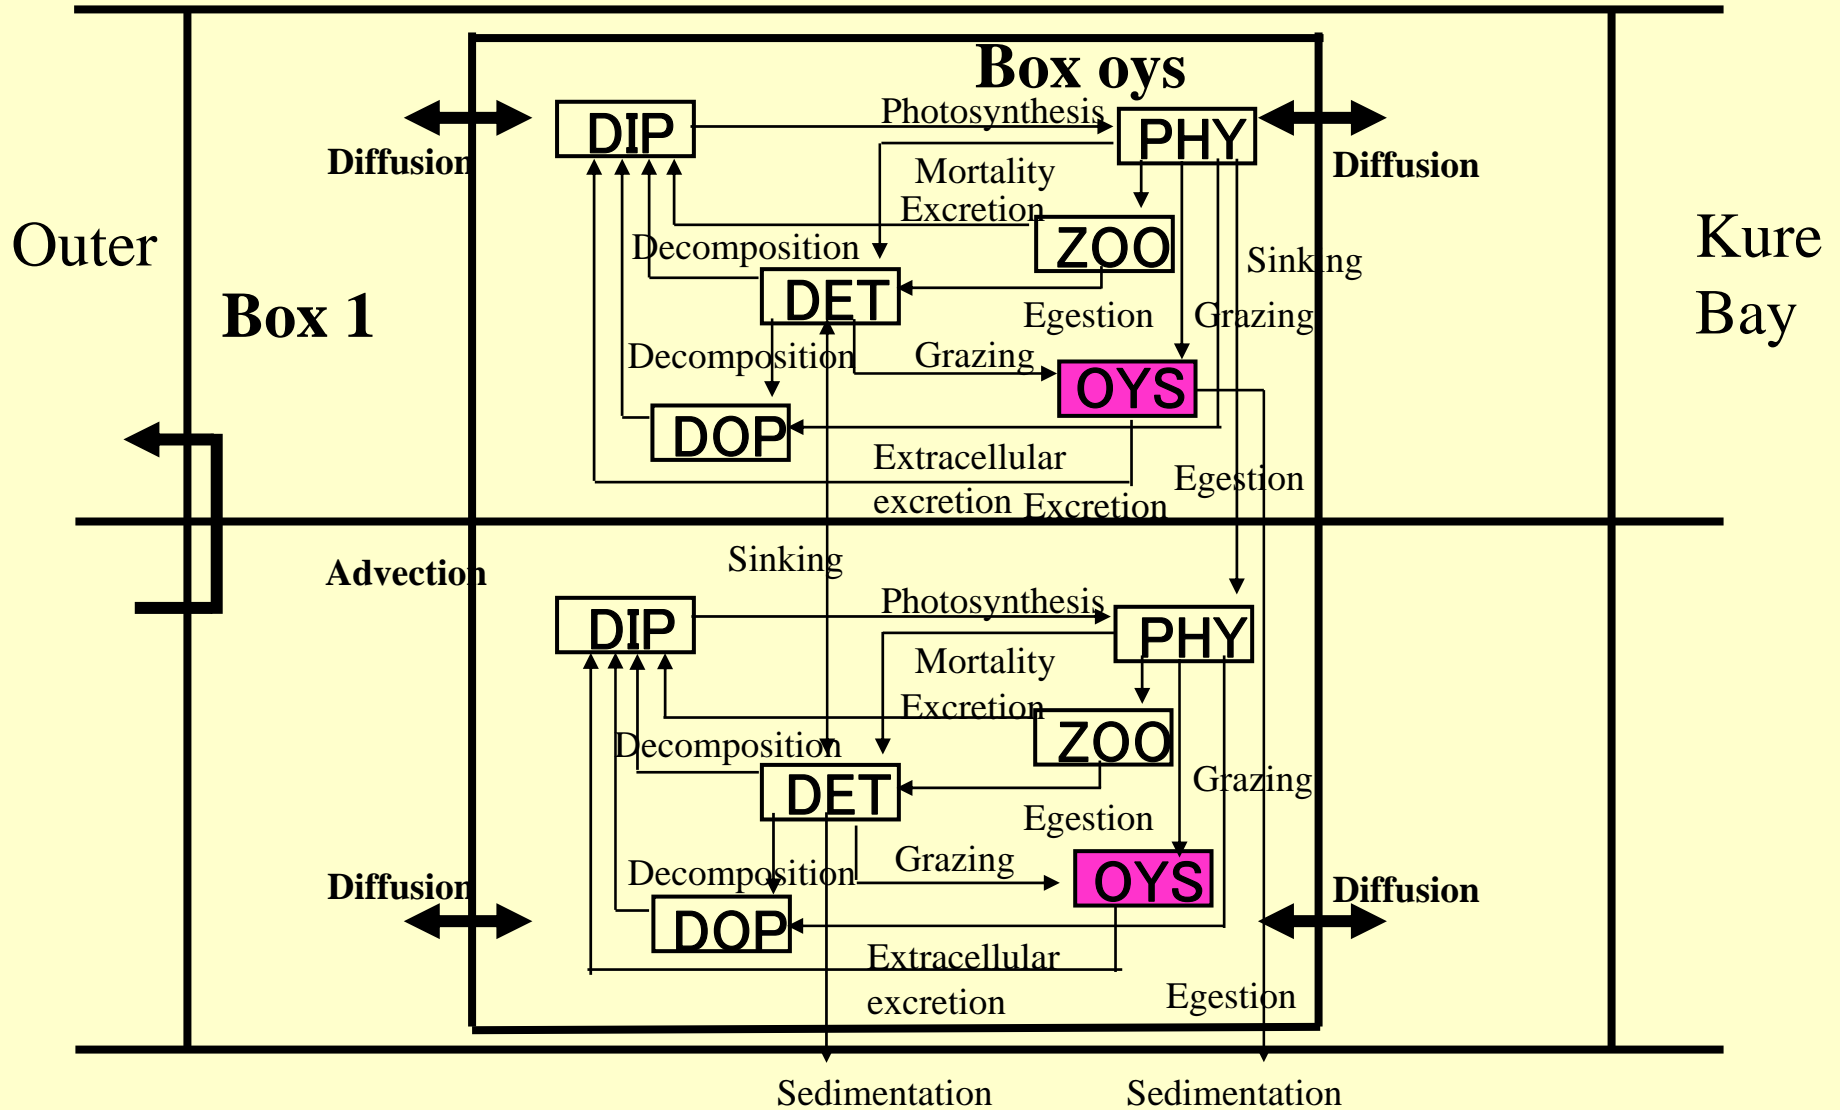 Box oys
DIP
Photosynthesis
PHY
Diffusion
Diffusion
Mortality
Excretion
Outer
Decomposition
ZOO
Sinking
Kure
Bay
Box 1
DET
Egestion
Grazing
Decomposition
Grazing
OYS
DOP
Extracellular
excretion
Excretion
Egestion
Sinking
Advection
DIP
Photosynthesis
PHY
Mortality
Excretion
Decomposition
ZOO
DET
Grazing
Egestion
Decomposition
Grazing
OYS
Diffusion
Diffusion
DOP
Extracellular
excretion
Egestion
Sedimentation
Sedimentation